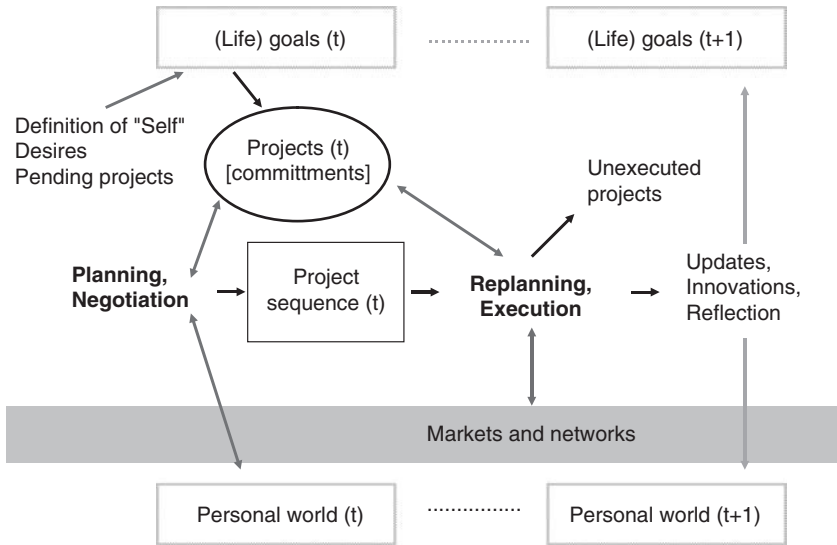 (Life) goals (t)
(Life) goals (t+1)
Definition of "Self"
Desires
Pending projects
Projects (t)
[committments]
Unexecuted
projects
Planning,
Negotiation
Project
sequence (t)
Replanning,
Execution
Updates,
Innovations,
Reflection
Markets and networks
Personal world (t)
Personal world (t+1)